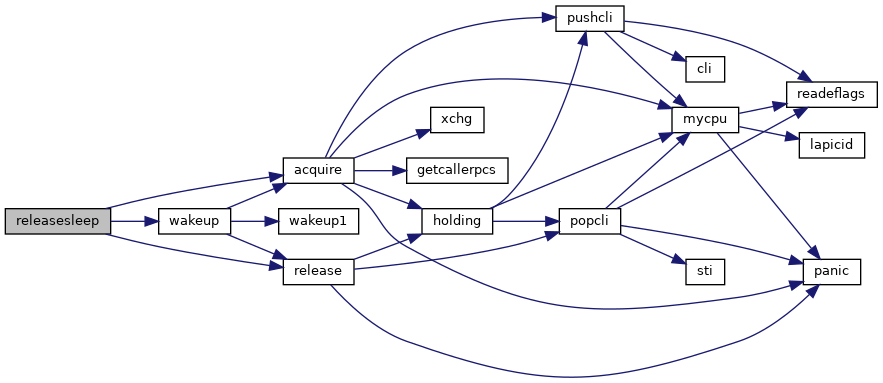 pushcli
cli
readeflags
mycpu
xchg
lapicid
acquire
getcallerpcs
releasesleep
wakeup
wakeup1
holding
popcli
release
sti
panic